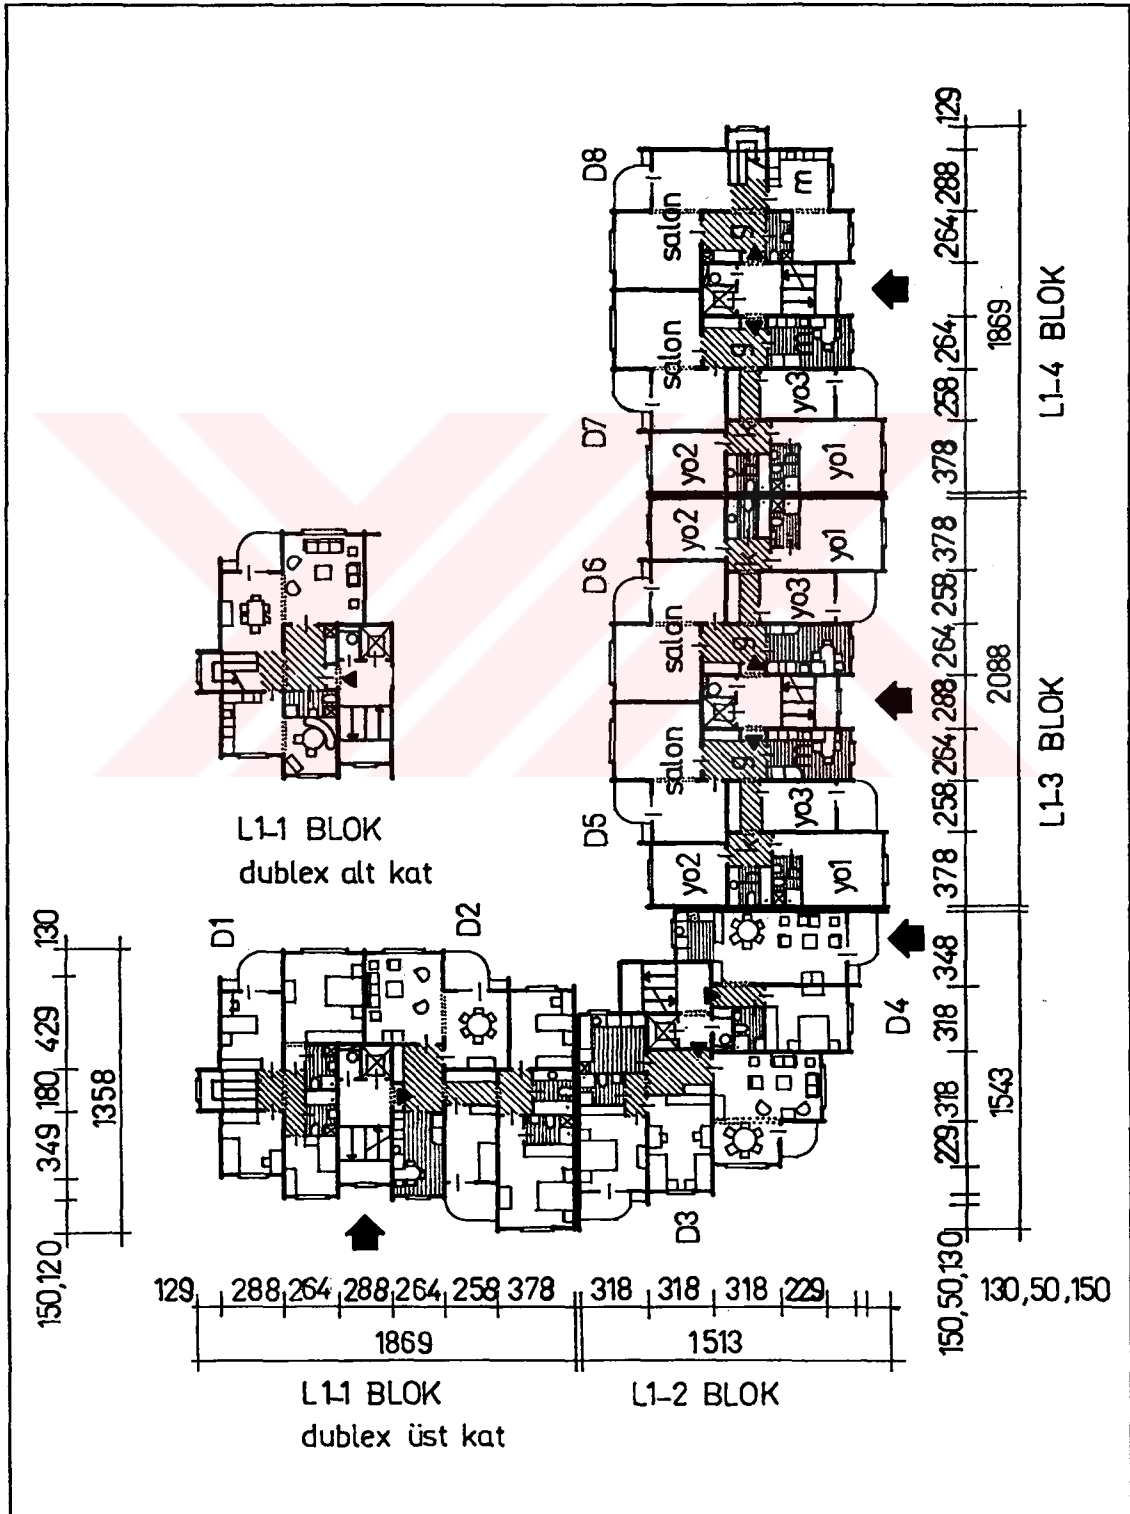 129
288
264
264
258
378
1869
L1-4 BLOK
D8
salon
g
m
salon
g
m
yo3
D7
yo2
k
yo1
yo2
k
yo1
D6
yo3
salon
g
salon
g
yo3
D5
yo2
k
yo1
378
258
264
288
264
258
378
2088
L1-3 BLOK
L1-1 BLOK
dublex alt kat
D1
D2
D3
D4
130
429
180
349
150,120
1358
348
318
318
229
150,50,130
1543
130,50,150
129 288 264 288 264 258 378 318 318 318 229
1869 1513
L1-1 BLOK L1-2 BLOK
dublex üst kat